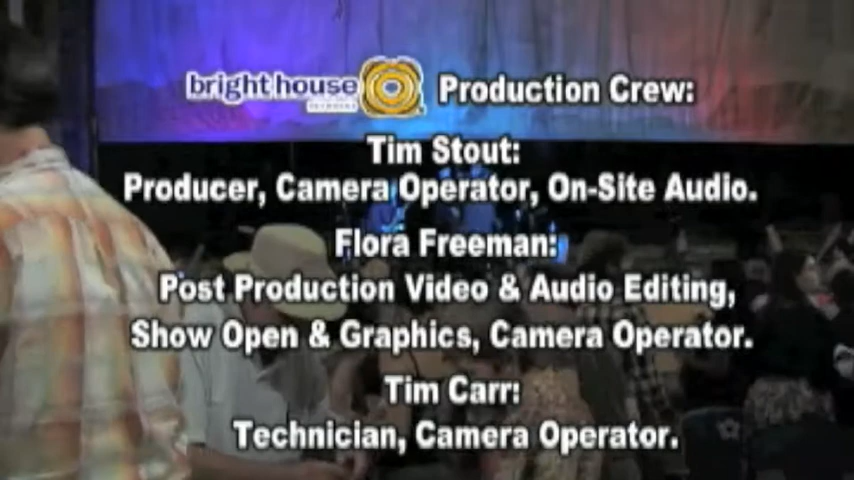 bright house Production Crew:
NETWORKS
Tim Stout:
Producer, Camera Operator, On-Site Audio.
Flora Freeman:
Post Production Video & Audio Editing,
Show Open & Graphics, Camera Operator.
Tim Carr:
Technician, Camera Operator.